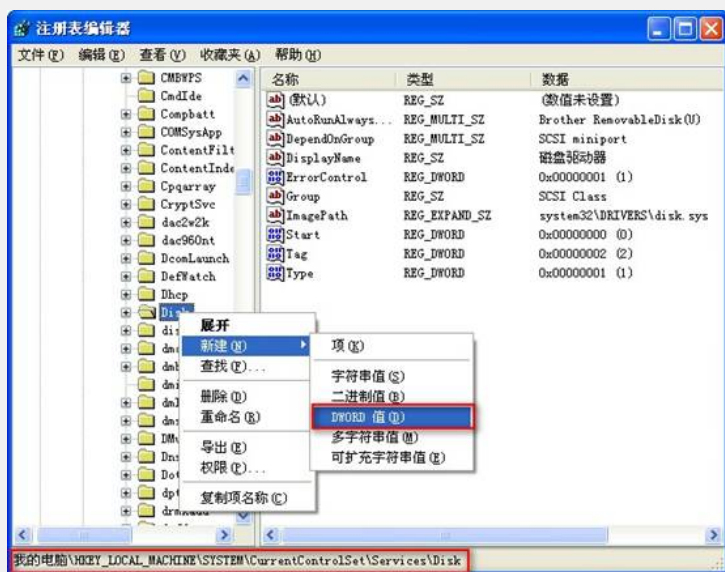 注册表编辑器
文件(F) 编辑(E) 查看(V) 收藏夹(A) 帮助(H)
CMBWPS
CmdIde
Compbatt
COMSysApp
ContentFilt
ContentInde
Cpqarray
CryptSvc
dac2w2k
dac960nt
DcomLaunch
DefWatch
Dhcp
名称 类型 数据
(默认) REG_SZ (数值未设置)
AutoRunAlways... REG_MULTI_SZ Brother RemovableDisk(U)
DependOnGroup REG_MULTI_SZ SCSI miniport
DisplayName REG_SZ 磁盘驱动器
ErrorControl REG_DWORD 0x00000001 (1)
Group REG_SZ SCSI Class
ImagePath REG_EXPAND_SZ system32\DRIVERS\disk.sys
Start REG_DWORD 0x00000000 (0)
Tag REG_DWORD 0x00000002 (2)
Type REG_DWORD 0x00000001 (1)
展开
新建(N)
查找(F)...
删除(D)
重命名(R)
导出(E)
权限(P)...
复制项名称(C)
项(K)
字符串值(S)
二进制值(B)
DWORD 值(D)
多字符串值(M)
可扩充字符串值(E)
我的电脑\HKEY_LOCAL_MACHINE\SYSTEM\CurrentControlSet\Services\Disk